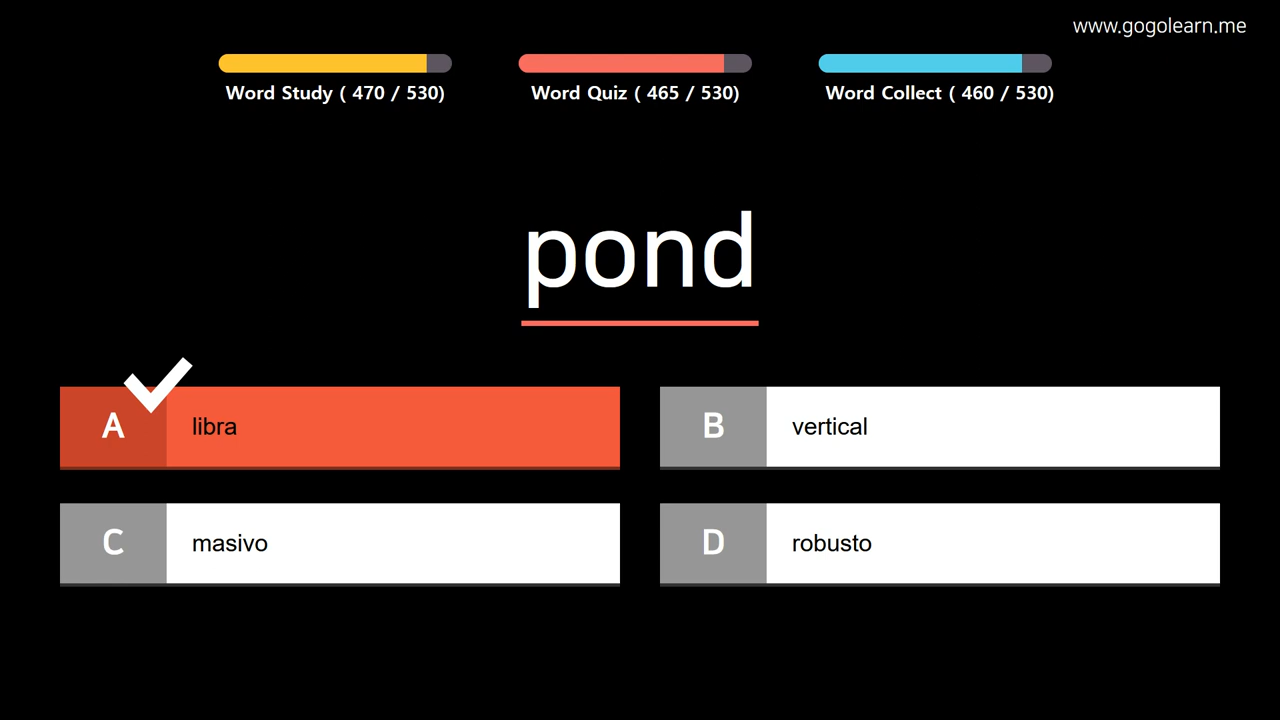 www.gogolearn.me
Word Study ( 470 / 530)
Word Quiz ( 465 / 530)
Word Collect ( 460 / 530)
pond
A libra
B vertical
C masivo
D robusto